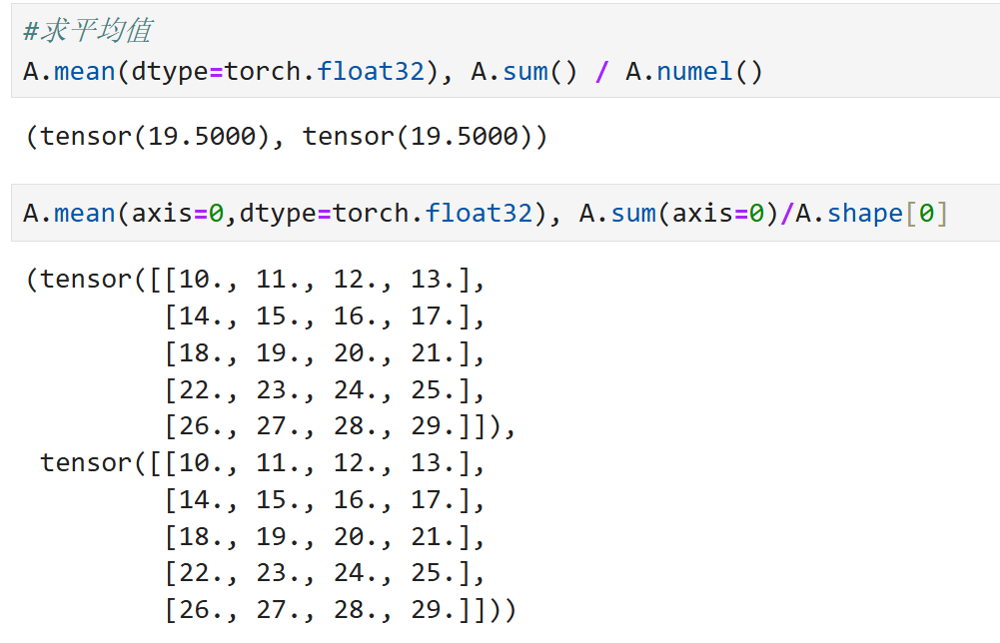 #求平均值
A.mean(dtype=torch.float32), A.sum() / A.numel()
(tensor(19.5000), tensor(19.5000))
A.mean(axis=0,dtype=torch.float32), A.sum(axis=0)/A.shape[0]
(tensor([[10., 11., 12., 13.],
         [14., 15., 16., 17.],
         [18., 19., 20., 21.],
         [22., 23., 24., 25.],
         [26., 27., 28., 29.]]),
 tensor([[10., 11., 12., 13.],
         [14., 15., 16., 17.],
         [18., 19., 20., 21.],
         [22., 23., 24., 25.],
         [26., 27., 28., 29.]]))